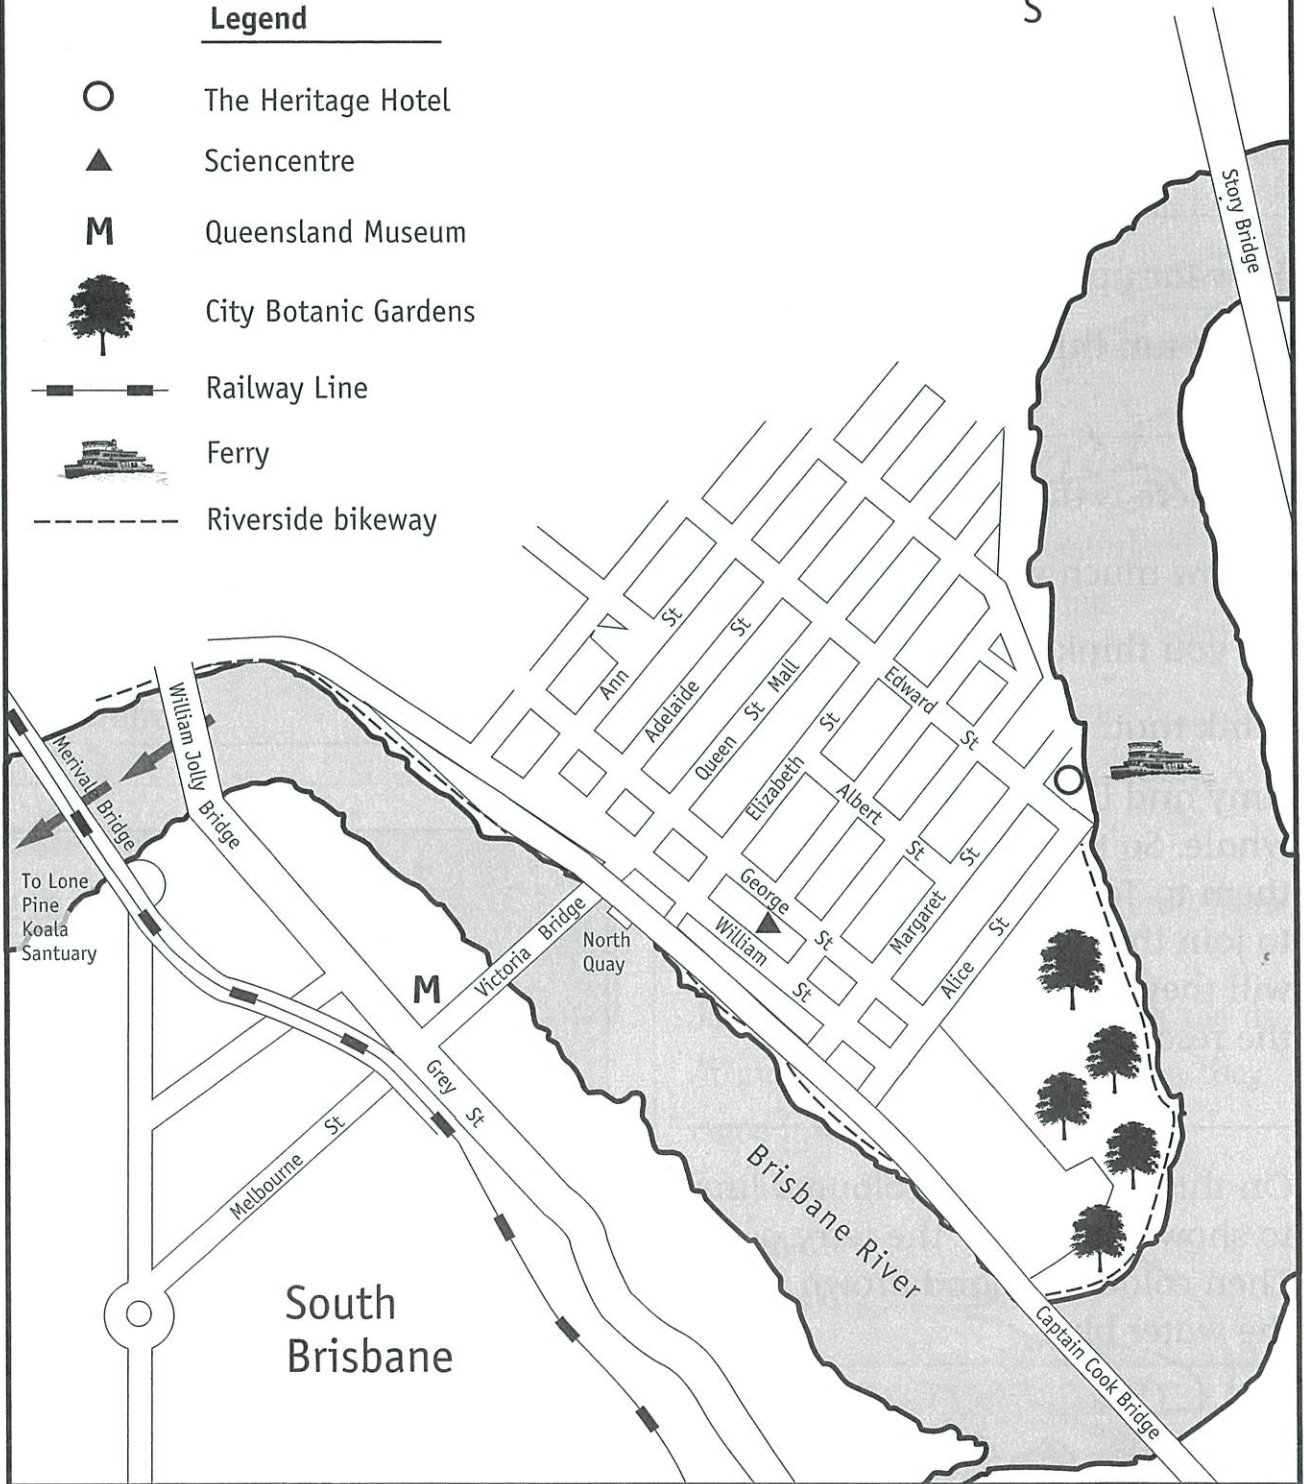 Legend
S
The Heritage Hotel
Sciencentre
M
Queensland Museum
City Botanic Gardens
Railway Line
Ferry
Riverside bikeway
Story Bridge
Ann St
Adelaide St
Queen St Mall
Elizabeth St
Edward St
Albert St
George St
William St
Margaret St
Alice St
William Jolly Bridge
Merivale Bridge
To Lone
Pine
Koala
Santuary
M
Victoria Bridge
North
Quay
Grey St
Melbourne St
Brisbane River
Captain Cook Bridge
South
Brisbane